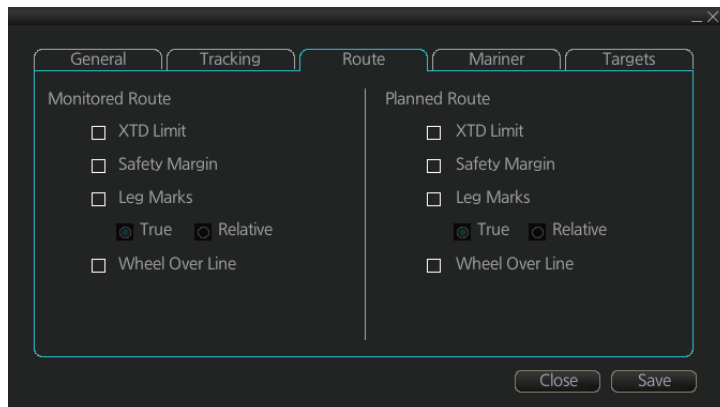 General Tracking Route Mariner Targets
Monitored Route
XTD Limit
Safety Margin
Leg Marks
True Relative
Wheel Over Line
Planned Route
XTD Limit
Safety Margin
Leg Marks
True Relative
Wheel Over Line
Close Save